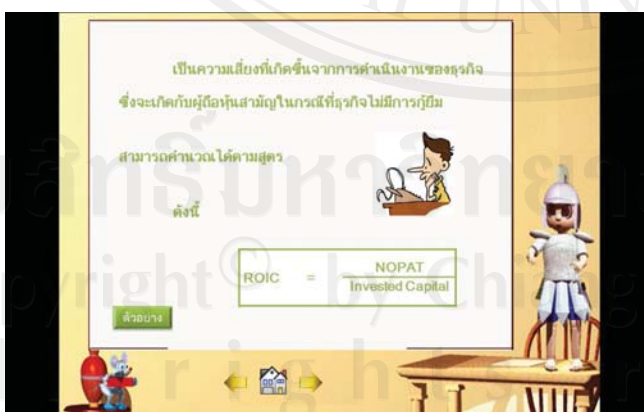 เป็นความเสี่ยงที่เกิดขึ้นจากการดำเนินงานของธุรกิจ
ซึ่งจะเกิดกับผู้ถือหุ้นสามัญในกรณีที่ธุรกิจไม่มีการกู้ยืม
สามารถคำนวณได้ตามสูตร
ดังนี้
ROIC = NOPAT
Invested Capital
ตัวอย่าง